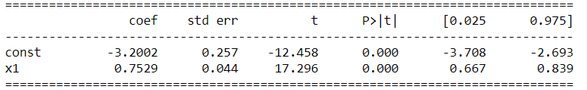 ==============================================================================
                 coef    std err          t      P>|t|      [0.025      0.975]
------------------------------------------------------------------------------
const         -3.2002      0.257    -12.458      0.000      -3.708      -2.693
x1             0.7529      0.044     17.296      0.000       0.667       0.839
==============================================================================